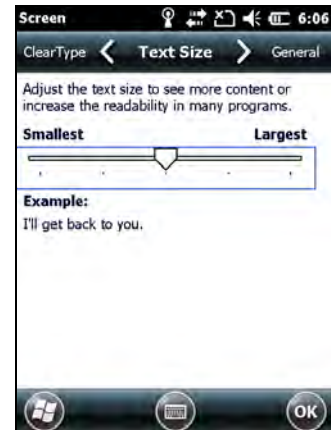 Screen 6:06
ClearType Text Size General
Adjust the text size to see more content or
increase the readability in many programs.
Smallest Largest
Example:
I'll get back to you.
OK